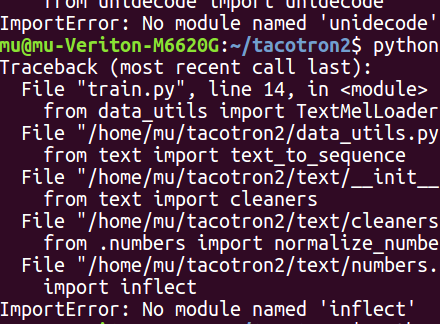 from unidecode import unidecode
ImportError: No module named 'unidecode'
mu@mu-Veriton-M6620G:~/tacotron2$ python
Traceback (most recent call last):
File "train.py", line 14, in <module>
from data_utils import TextMelLoader
File "/home/mu/tacotron2/data_utils.py
from text import text_to_sequence
File "/home/mu/tacotron2/text/__init__
from text import cleaners
File "/home/mu/tacotron2/text/cleaners
from .numbers import normalize_numbe
File "/home/mu/tacotron2/text/numbers.
import inflect
ImportError: No module named 'inflect'